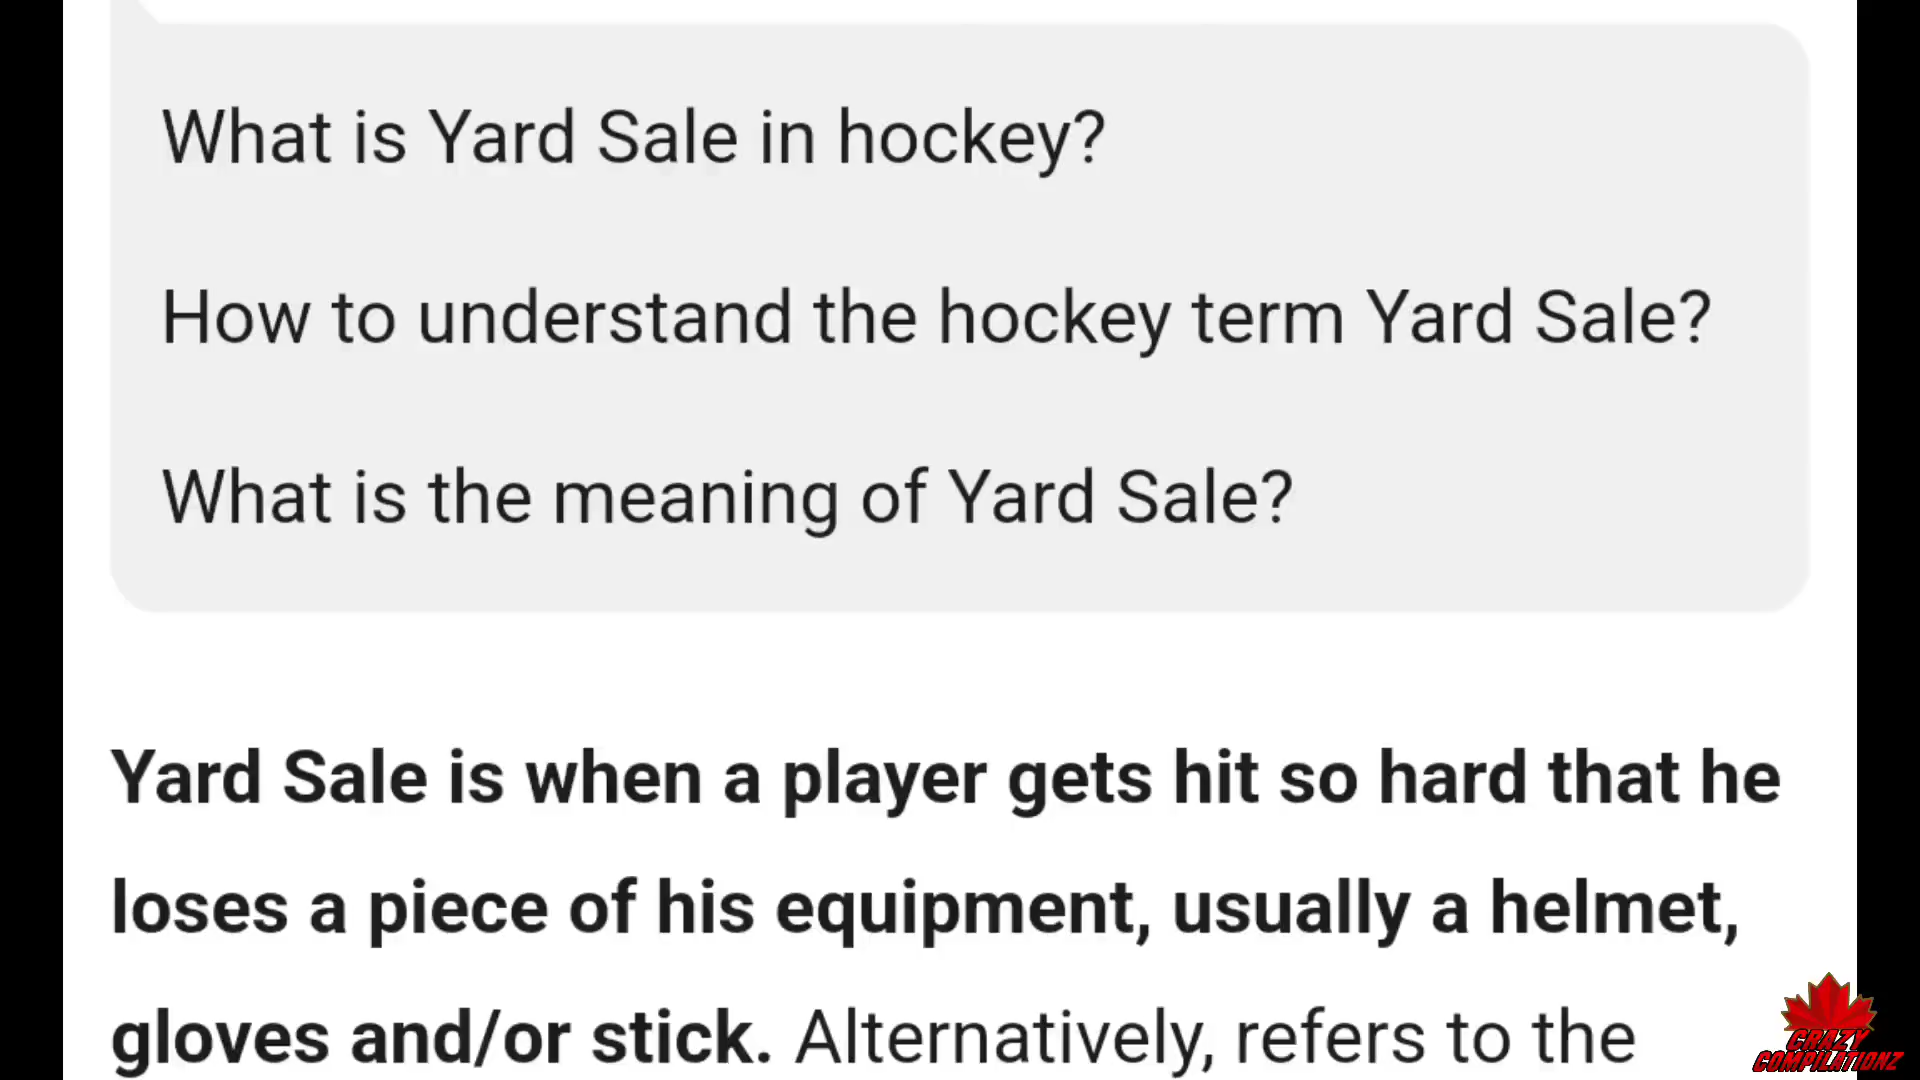 What is Yard Sale in hockey?
How to understand the hockey term Yard Sale?
What is the meaning of Yard Sale?
Yard Sale is when a player gets hit so hard that he
loses a piece of his equipment, usually a helmet,
gloves and/or stick. Alternatively, refers to the
CRAZY
COMPILATIONZ